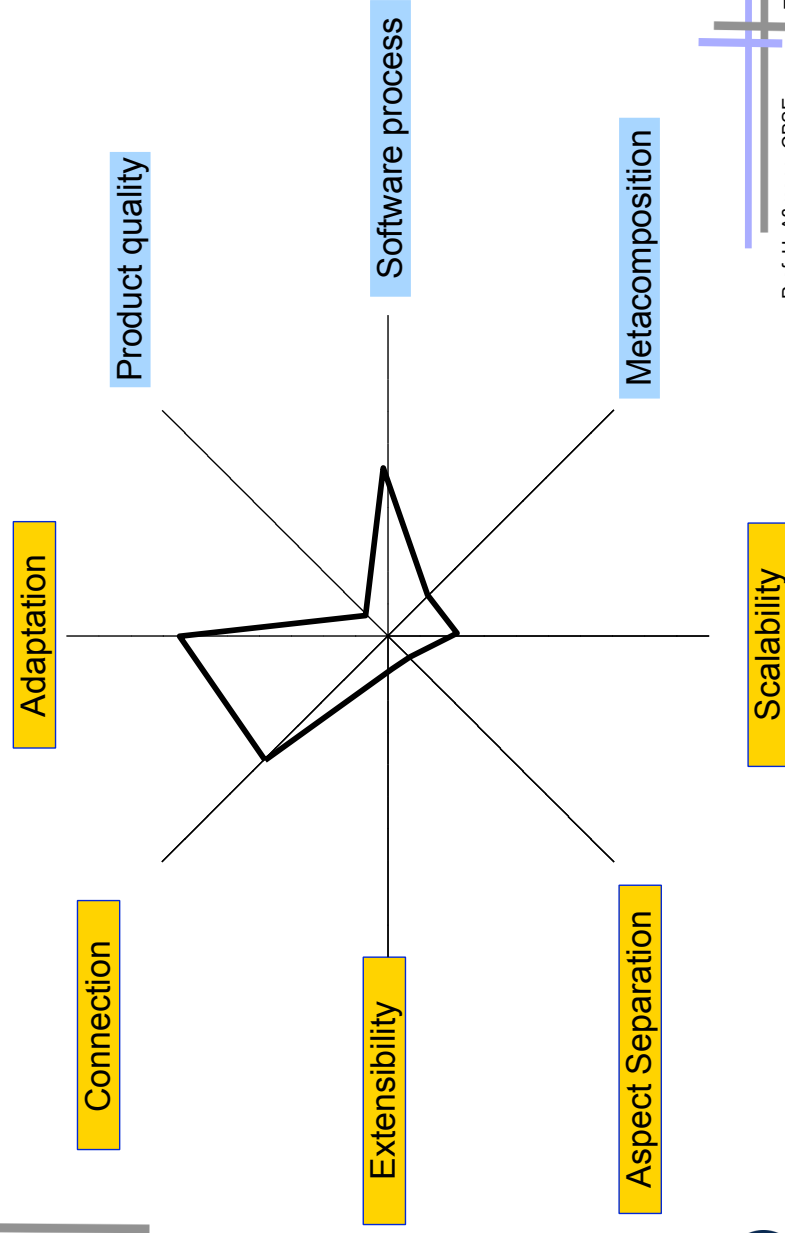 Adaptation
Connection
Product quality
Extensibility
Software process
Aspect Separation
Metacomposition
Scalability